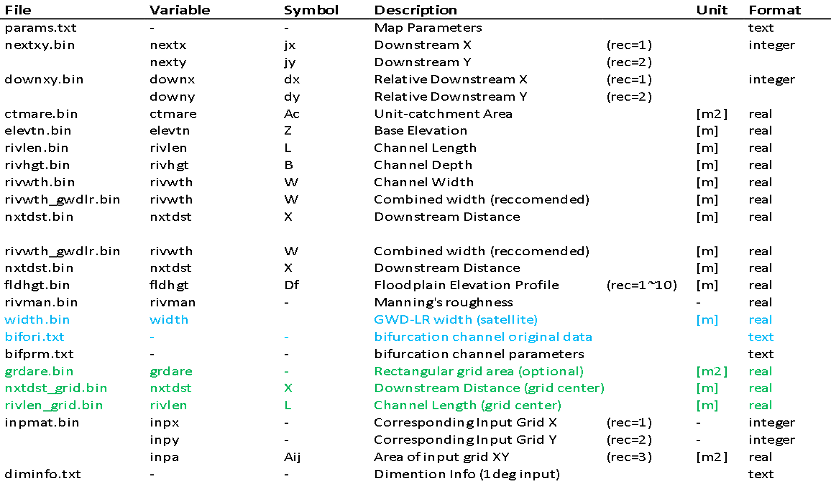 File Variable Symbol Description Unit Format
params.txt - - Map Parameters text
nextxy.bin nextx jx Downstream X (rec=1) integer
nexty jy Downstream Y (rec=2)
downxy.bin downx dx Relative Downstream X (rec=1) integer
downy dy Relative Downstream Y (rec=2)
ctmare.bin ctmare Ac Unit-catchment Area [m2] real
elevtn.bin elevtn Z Base Elevation [m] real
rivlen.bin rivlen L Channel Length [m] real
rivhgt.bin rivhgt B Channel Depth [m] real
rivwth.bin rivwth W Channel Width [m] real
rivwth_gwdlr.bin rivwth W Combined width (reccomended) [m] real
nxtdst.bin nxtdst X Downstream Distance [m] real
rivwth_gwdlr.bin rivwth W Combined width (reccomended) [m] real
nxtdst.bin nxtdst X Downstream Distance [m] real
fldhgt.bin fldhgt Df Floodplain Elevation Profile (rec=1~10) [m] real
rivman.bin rivman - Manning's roughness - real
width.bin width GWD-LR width (satellite) [m] real
bifori.txt - - bifurcation channel original data text
bifprm.txt - - bifurcation channel parameters text
grdare.bin grdare - Rectangular grid area (optional) [m2] real
nxtdst_grid.bin nxtdst X Downstream Distance (grid center) [m] real
rivlen_grid.bin rivlen L Channel Length (grid center) [m] real
inpmat.bin inpx - Corresponding Input Grid X (rec=1) - integer
inpy - Corresponding Input Grid Y (rec=2) - integer
inpa Aij Area of input grid XY (rec=3) [m2] real
diminfo.txt - - Dimention Info (1deg input) text